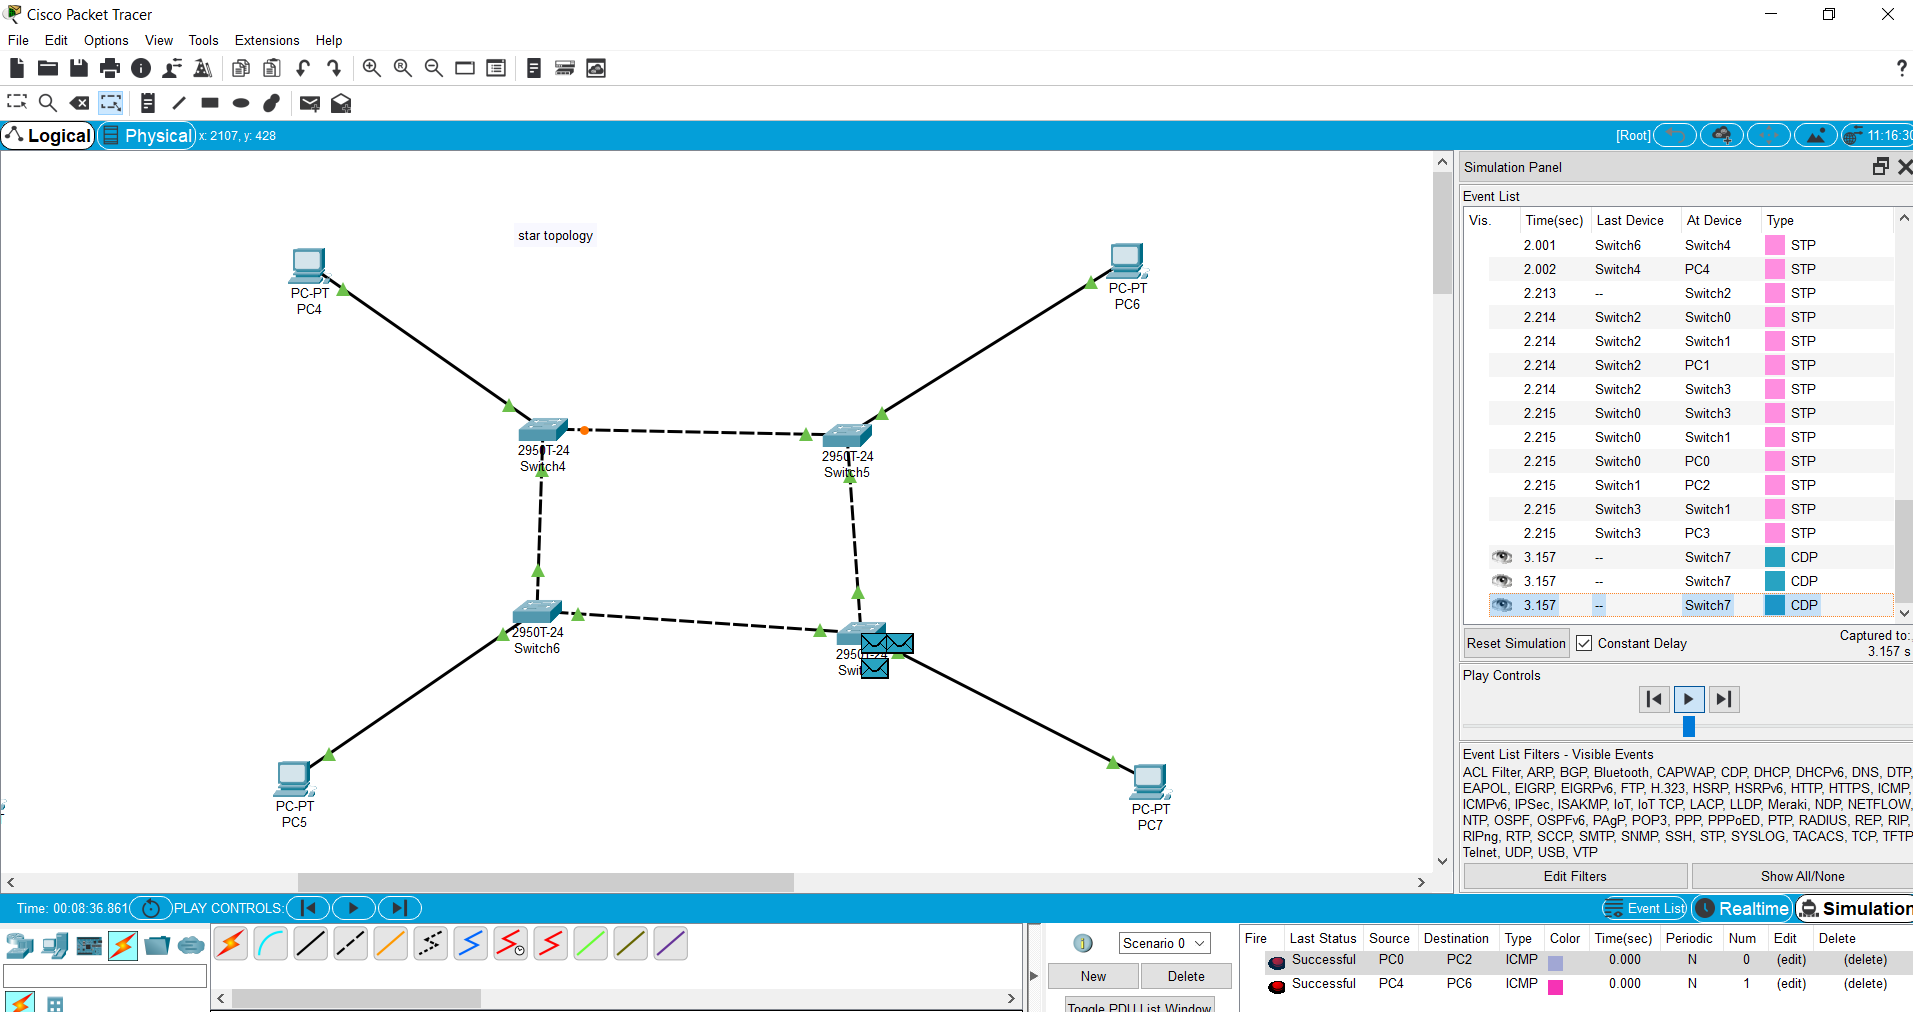 Cisco Packet Tracer
File Edit Options View Tools Extensions Help
?
Logical Physical x: 2107, y: 428 [Root] 11:16:30
star topology
PC-PT
PC4
PC-PT
PC6
2950T-24
Switch4
2950T-24
Switch5
2950T-24
Switch6
PC-PT
PC5
PC-PT
PC7
Simulation Panel
Event List
Vis. Time(sec) Last Device At Device Type
2.001 Switch6 Switch4 STP
2.002 Switch4 PC4 STP
2.213 -- Switch2 STP
2.214 Switch2 Switch0 STP
2.214 Switch2 Switch1 STP
2.214 Switch2 PC1 STP
2.214 Switch2 Switch3 STP
2.215 Switch0 Switch3 STP
2.215 Switch0 Switch1 STP
2.215 Switch0 PC0 STP
2.215 Switch1 PC2 STP
2.215 Switch3 Switch1 STP
2.215 Switch3 PC3 STP
3.157 -- Switch7 CDP
3.157 -- Switch7 CDP
3.157 -- Switch7 CDP
Reset Simulation Constant Delay Captured to:
3.157 s
Play Controls
Event List Filters - Visible Events
ACL Filter, ARP, BGP, Bluetooth, CAPWAP, CDP, DHCP, DHCPv6, DNS, DTP,
EAPOL, EIGRP, EIGRPv6, FTP, H.323, HSRP, HSRPv6, HTTP, HTTPS, ICMP,
ICMPv6, IPSec, ISAKMP, IoT, IoT TCP, LACP, LLDP, Meraki, NDP, NETFLOW,
NTP, OSPF, OSPFv6, PAgP, POP3, PPP, PPPoED, PTP, RADIUS, REP, RIP,
RIPng, RTP, SCCP, SMTP, SNMP, SSH, STP, SYSLOG, TACACS, TCP, TFTP
Telnet, UDP, USB, VTP
Edit Filters Show All/None
Time: 00:08:36.861 PLAY CONTROLS: Event List Realtime Simulation
Scenario 0
New Delete
Toggle PDU List Window
Fire Last Status Source Destination Type Color Time(sec) Periodic Num Edit Delete
Successful PC0 PC2 ICMP 0.000 N 0 (edit) (delete)
Successful PC4 PC6 ICMP 0.000 N 1 (edit) (delete)